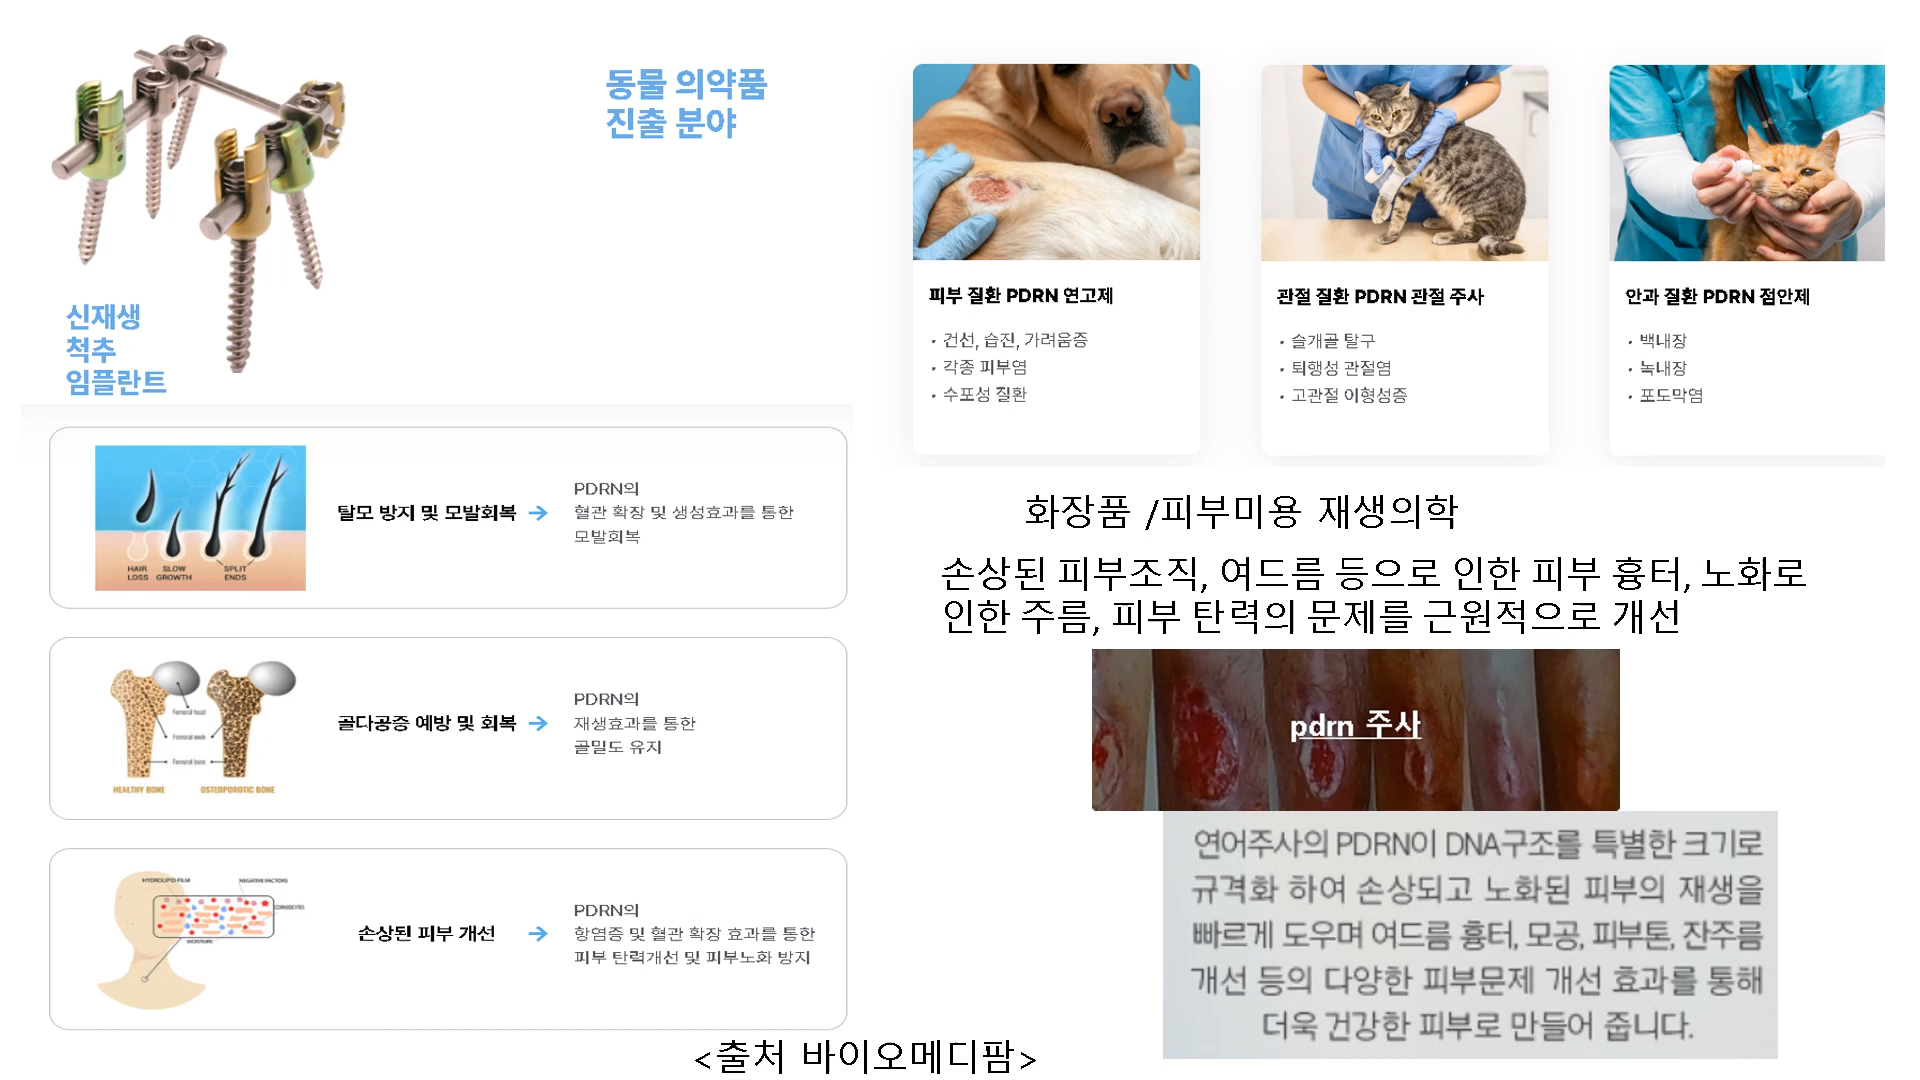 신재생
척추
임플란트
동물 의약품
진출 분야
피부 질환 PDRN 연고제
· 건선, 습진, 가려움증
· 각종 피부염
· 수포성 질환
관절 질환 PDRN 관절 주사
· 슬개골 탈구
· 퇴행성 관절염
· 고관절 이형성증
안과 질환 PDRN 점안제
· 백내장
· 녹내장
· 포도막염
HAIR LOSS
SLOW GROWTH
SPLIT ENDS
탈모 방지 및 모발회복 →
PDRN의
혈관 확장 및 생성효과를 통한
모발회복
Femoral head
Femoral neck
Femoral bone
HEALTHY BONE
OSTEOPOROTIC BONE
골다공증 예방 및 회복 →
PDRN의
재생효과를 통한
골밀도 유지
HYDROLIPID FILM
NEGATIVE FACTORS
CORNEOCYTES
MOISTURE
손상된 피부 개선 →
PDRN의
항염증 및 혈관 확장 효과를 통한
피부 탄력개선 및 피부노화 방지
화장품 /피부미용 재생의학
손상된 피부조직, 여드름 등으로 인한 피부 흉터, 노화로
인한 주름, 피부 탄력의 문제를 근원적으로 개선
pdrn 주사
연어주사의 PDRN이 DNA구조를 특별한 크기로
규격화 하여 손상되고 노화된 피부의 재생을
빠르게 도우며 여드름 흉터, 모공, 피부톤, 잔주름
개선 등의 다양한 피부문제 개선 효과를 통해
더욱 건강한 피부로 만들어 줍니다.
<출처 바이오메디팜>